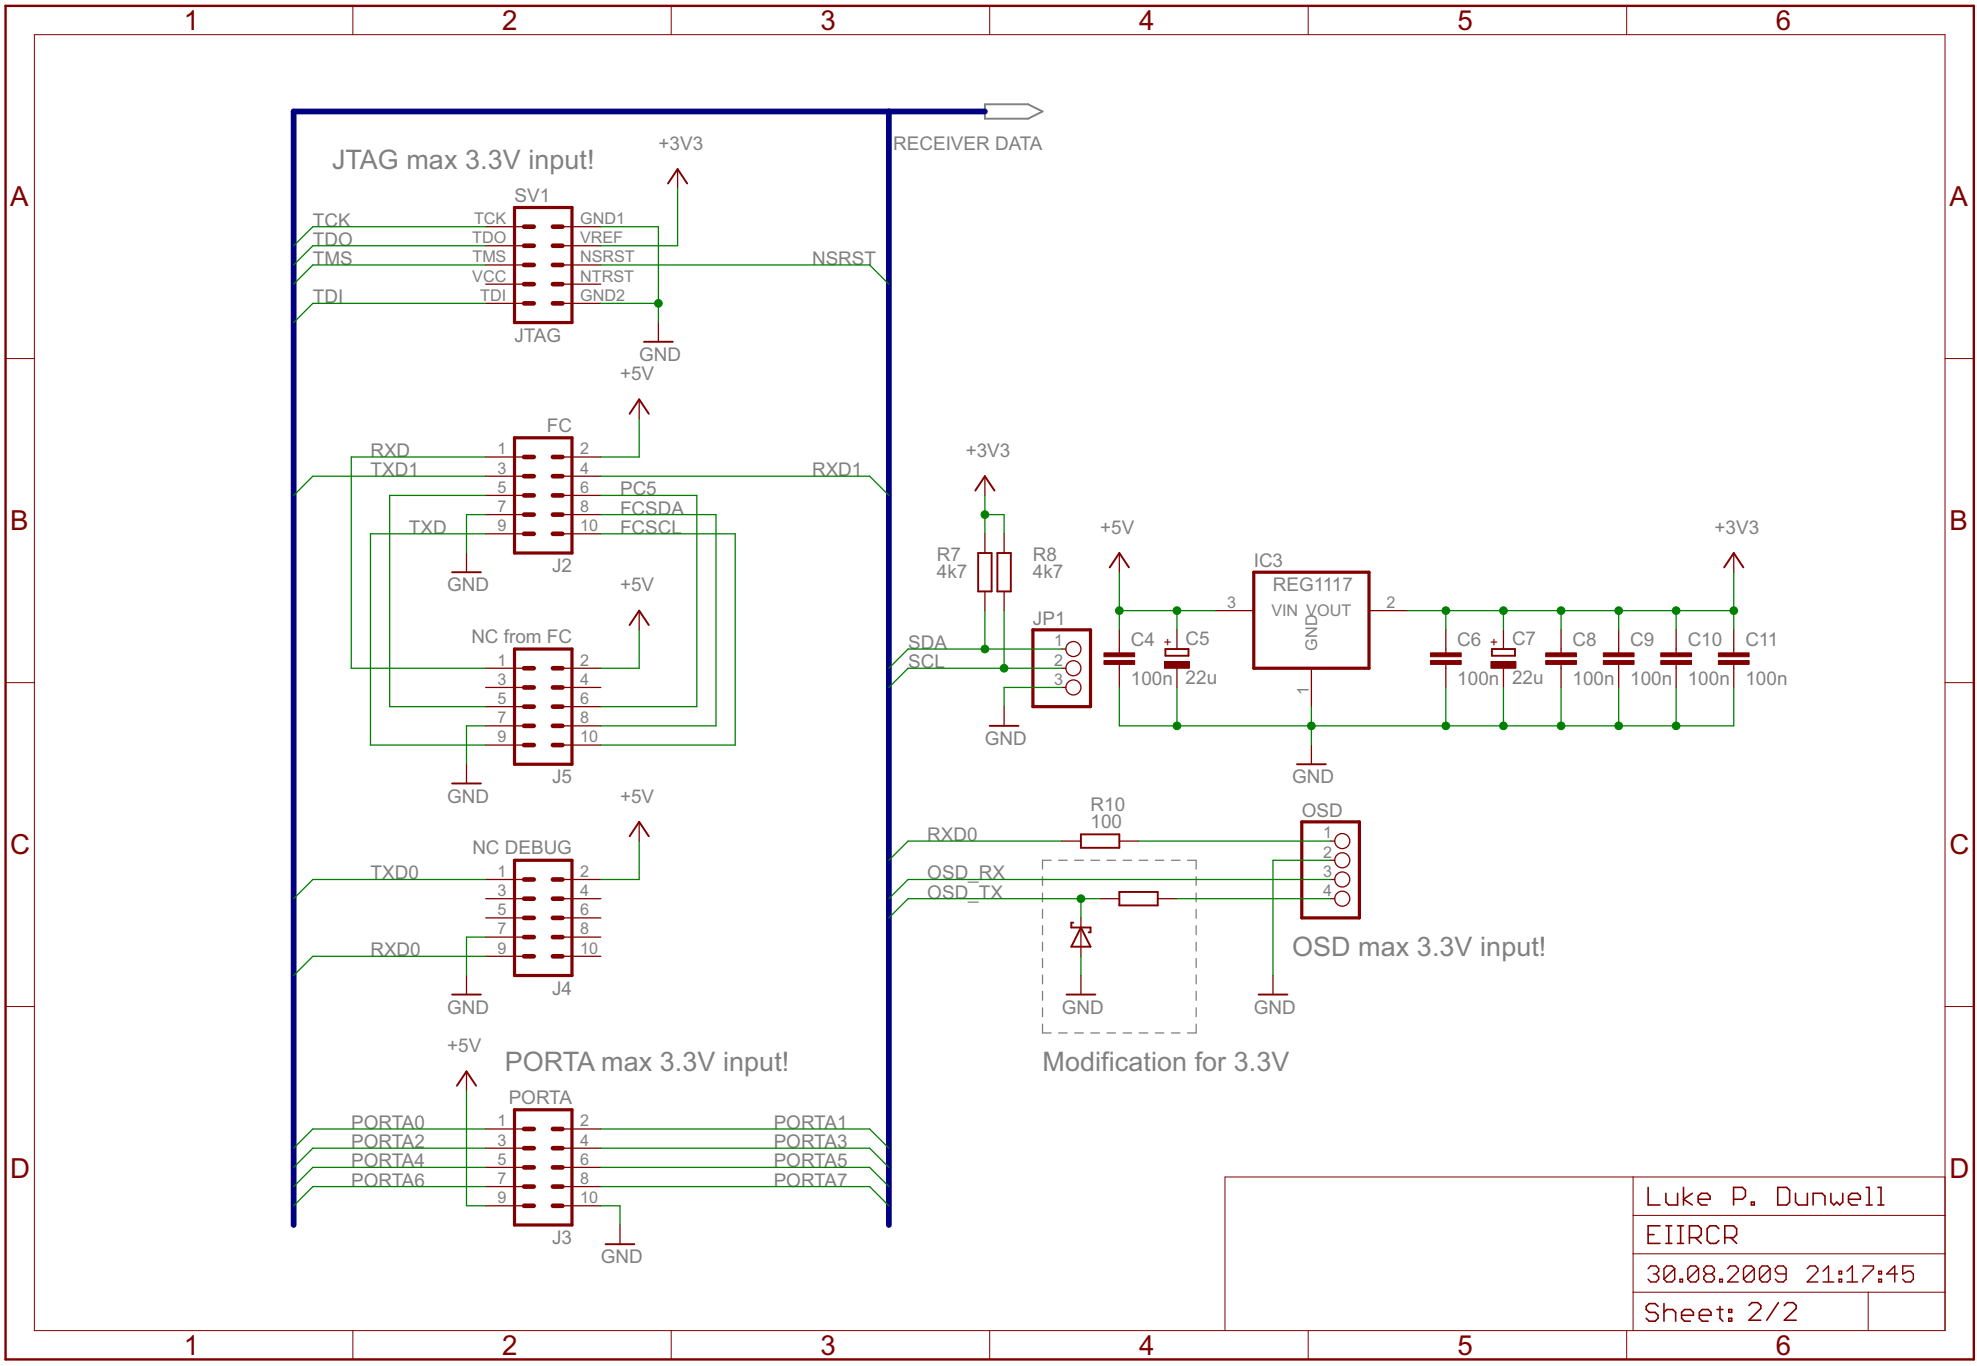 1 2 3 4 5 6
A A
B B
C C
D D
RECEIVER DATA
JTAG max 3.3V input!
+3V3
SV1
TCK TCK GND1
TDO TDO VREF
TMS TMS NSRST NSRST
VCC NTRST
TDI TDI GND2
JTAG
GND
+5V
FC
RXD 1 2
TXD1 3 4 RXD1
5 6 PC5
7 8 FCSDA
TXD 9 10 FCSCL
J2
GND
+5V
NC from FC
1 2
3 4
5 6
7 8
9 10
J5
GND
+5V
NC DEBUG
TXD0 1 2
3 4
5 6
7 8
RXD0 9 10
J4
GND
+5V
PORTA max 3.3V input!
PORTA
PORTA0 1 2 PORTA1
PORTA2 3 4 PORTA3
PORTA4 5 6 PORTA5
PORTA6 7 8 PORTA7
9 10
J3
GND
+3V3
R7 R8
4k7 4k7
JP1
SDA 1
SCL 2
3
GND
+5V
IC3
REG1117
3 VIN VOUT 2
GND
1
+3V3
C4 + C5 C6 + C7 C8 C9 C10 C11
100n 22u 100n 22u 100n 100n 100n 100n
GND
R10
100
OSD
RXD0 1
2
OSD_RX 3
OSD_TX 4
OSD max 3.3V input!
GND
GND
Modification for 3.3V
Luke P. Dunwell
EIIRCR
30.08.2009 21:17:45
Sheet: 2/2
1 2 3 4 5 6